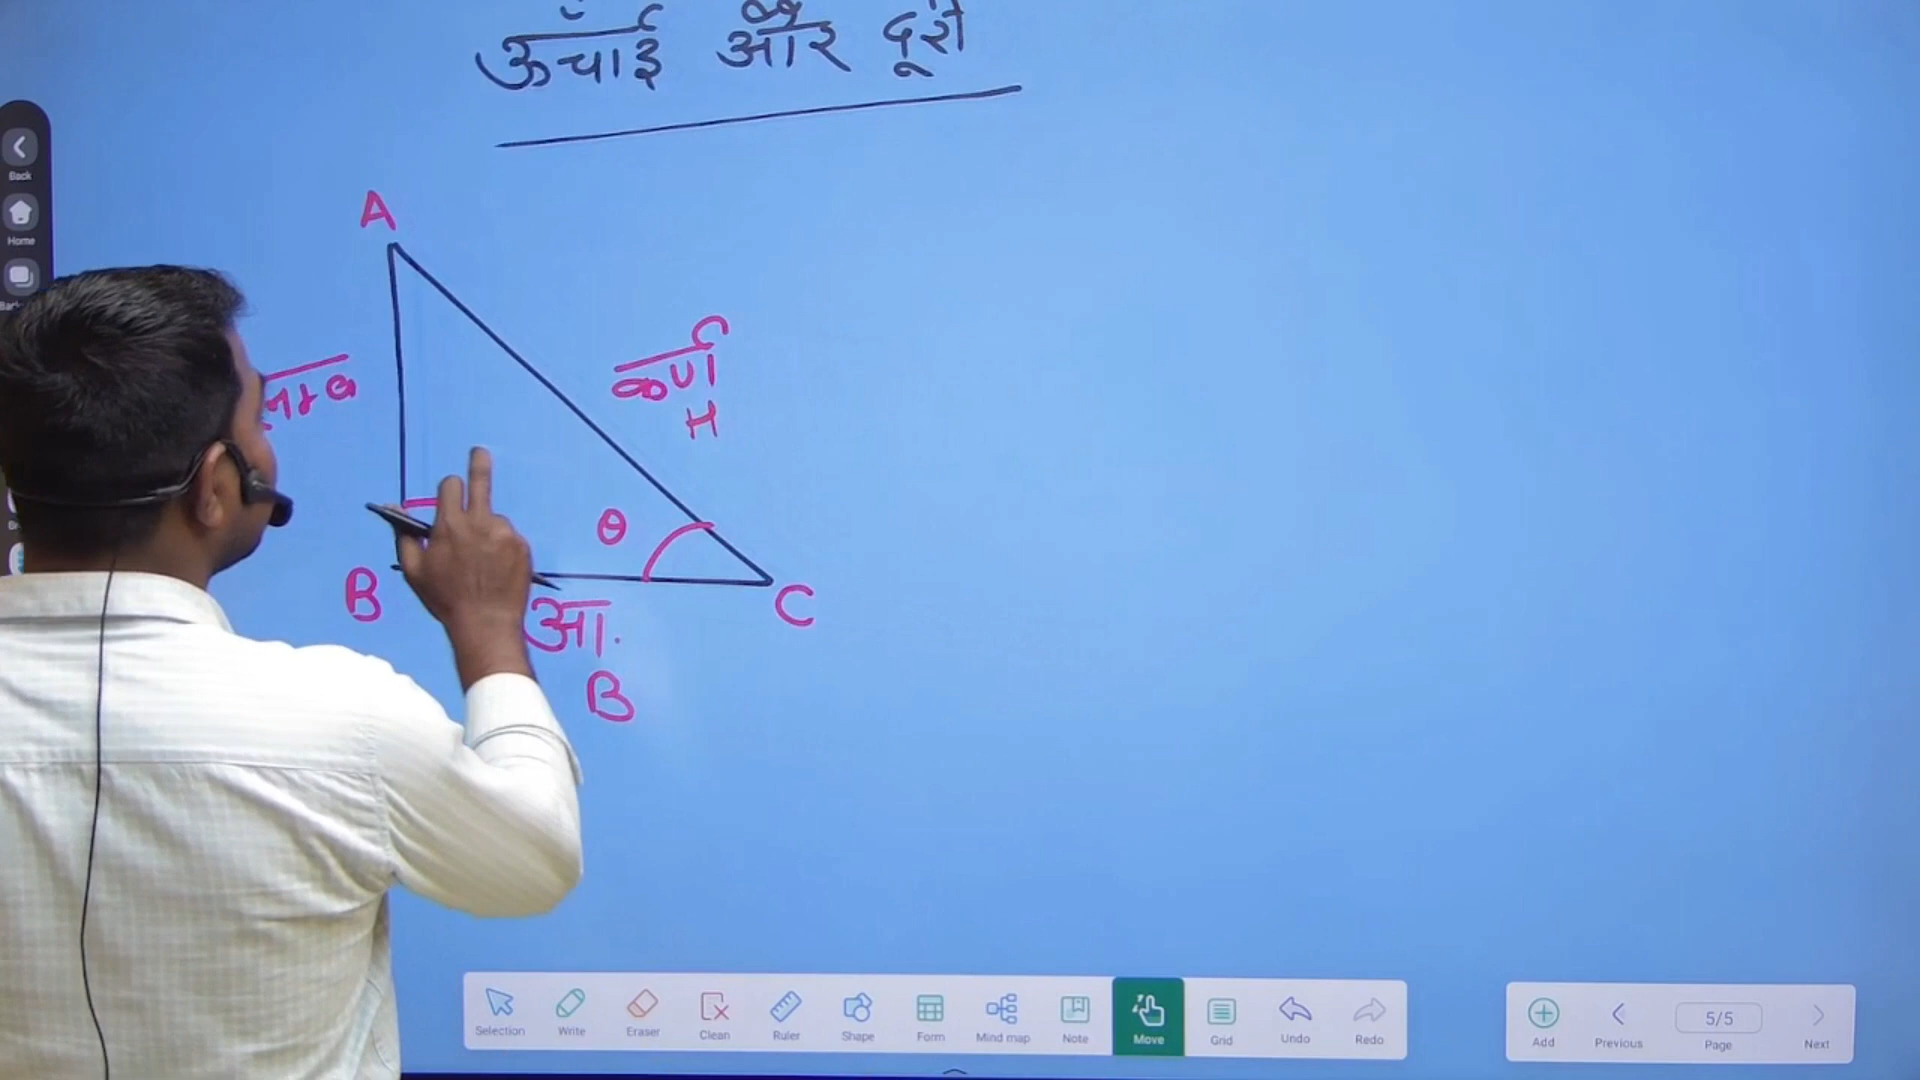 ऊँचाई और दूरी
Back
Home
A
कर्ण
H
θ
B
C
आ.
B
Selection
Write
Eraser
Clean
Ruler
Shape
Form
Mind map
Note
Move
Grid
Undo
Redo
Add
Previous
5/5
Page
Next